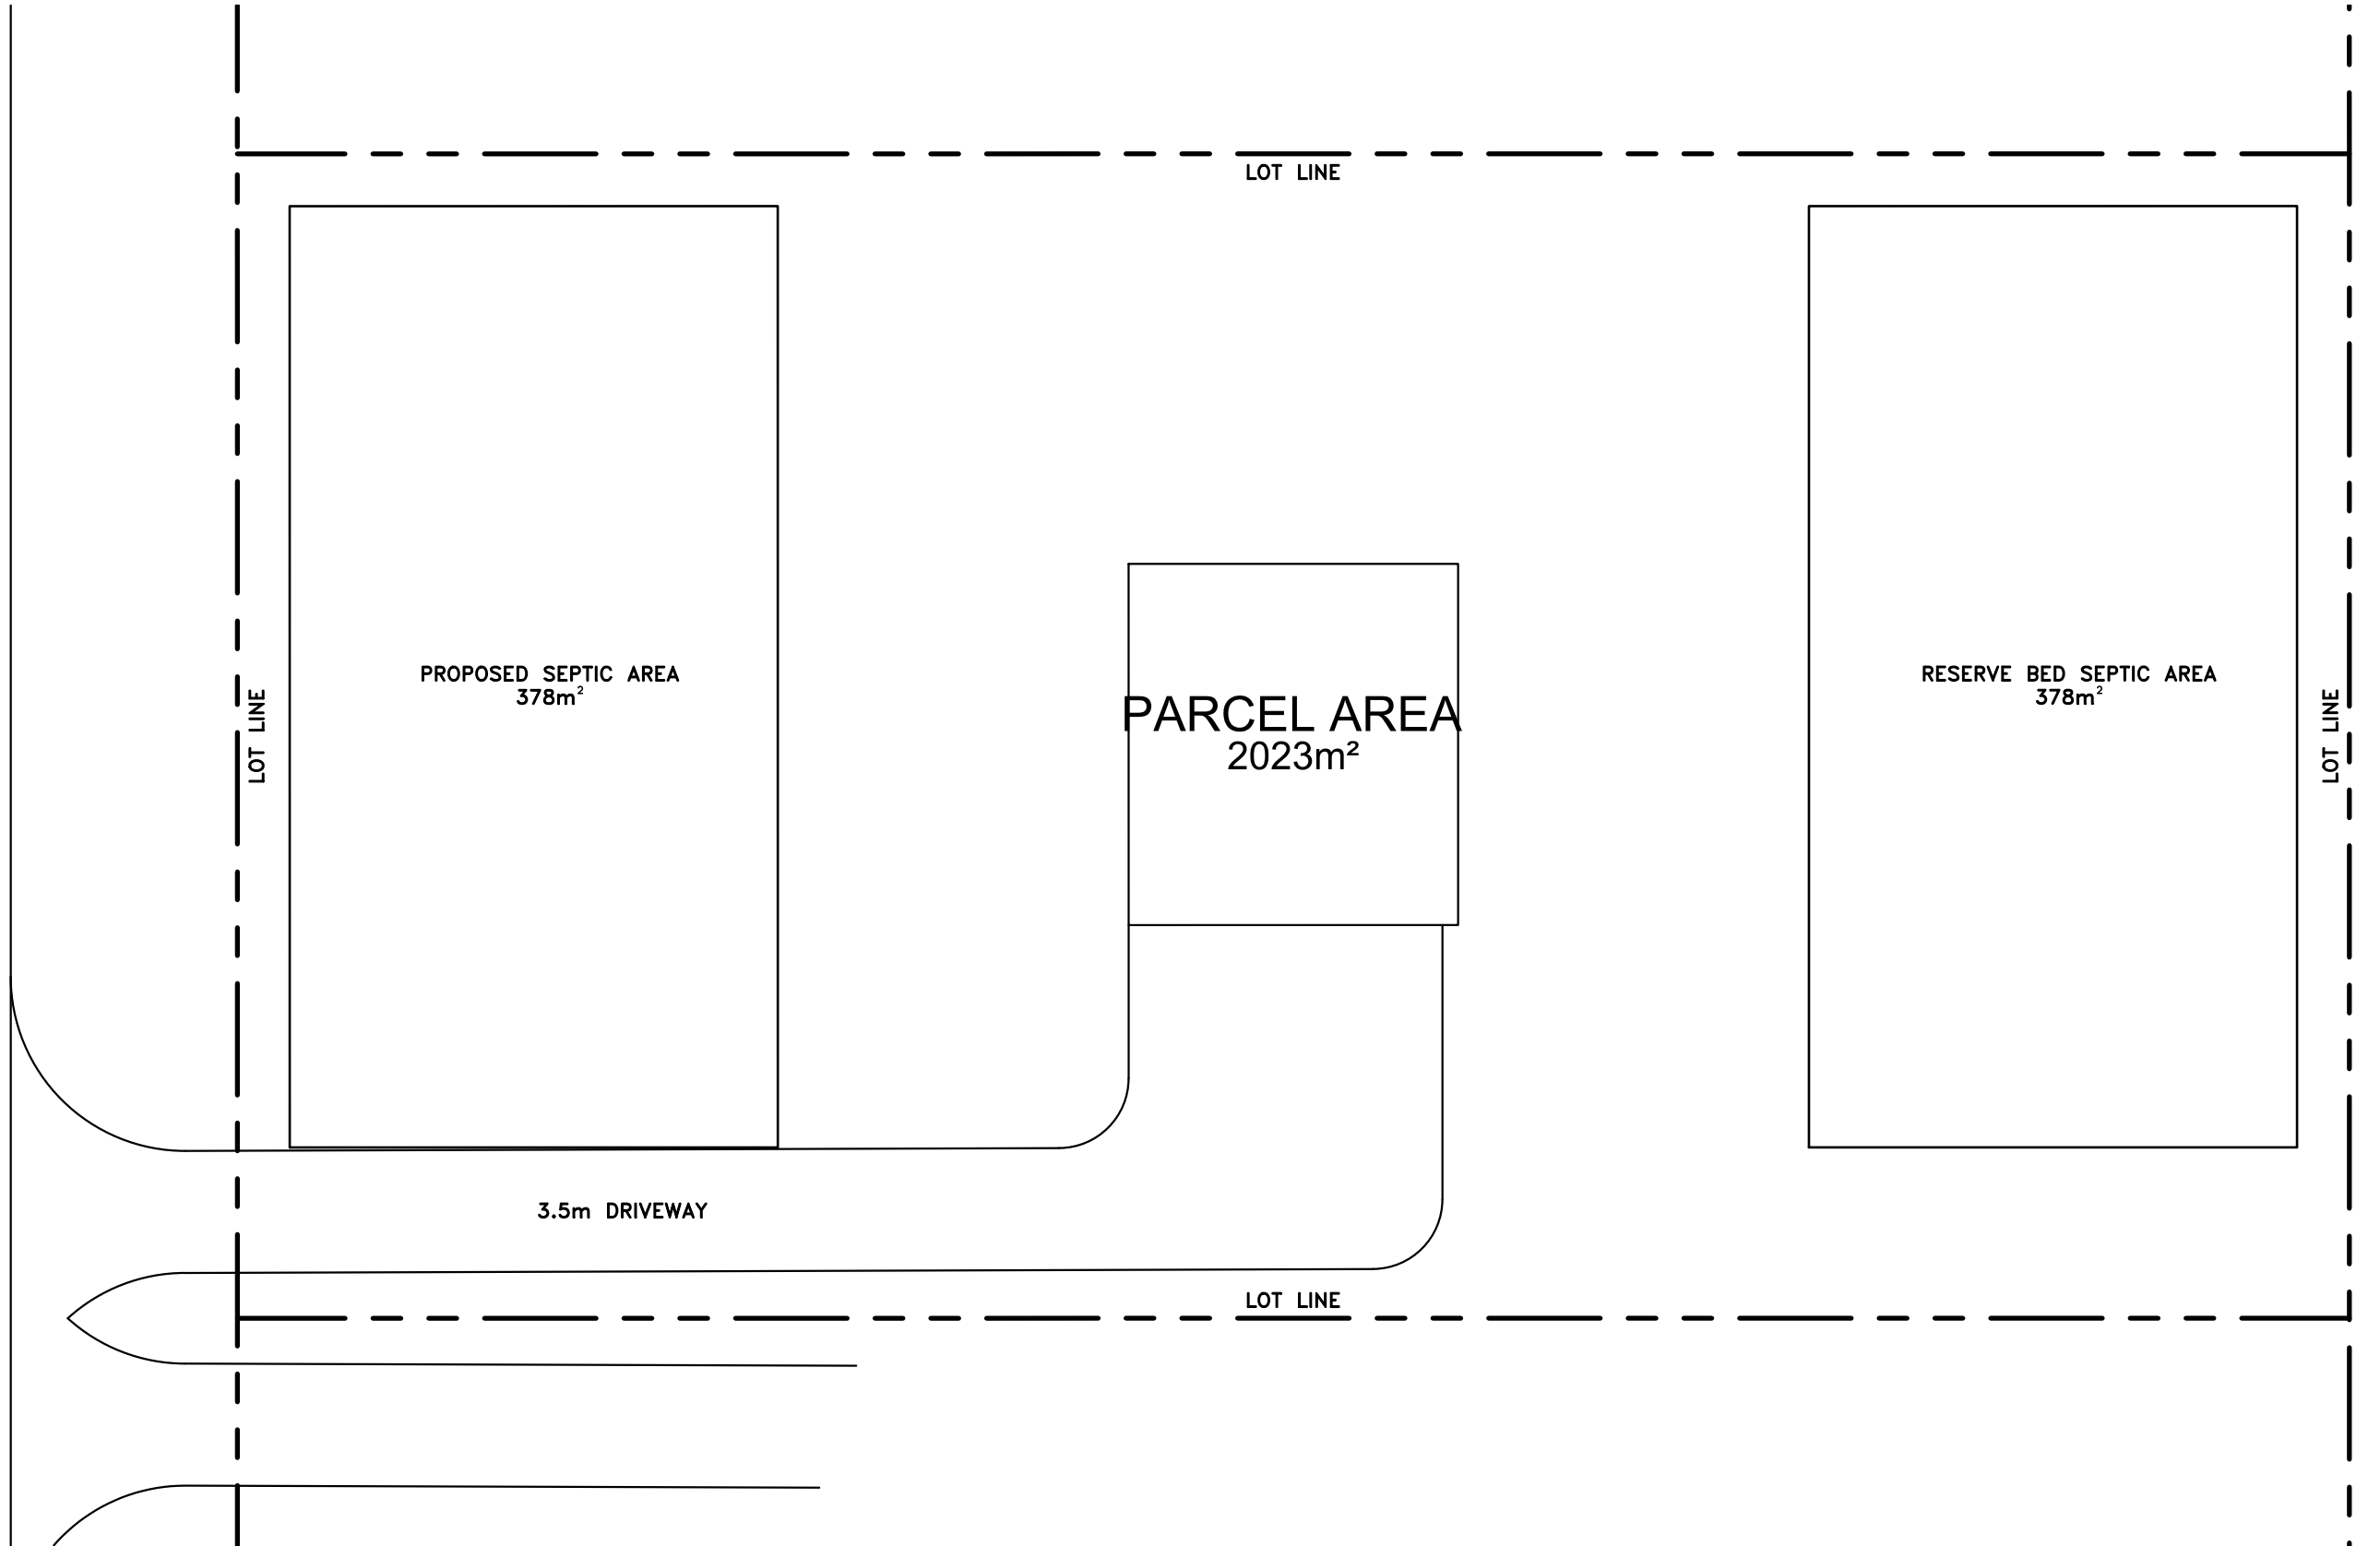 LOT LINE
PROPOSED SEPTIC AREA
378m²
RESERVE BED SEPTIC AREA
378m²
LOT LINE
PARCEL AREA
2023m²
LOT LINE
3.5m DRIVEWAY
LOT LINE